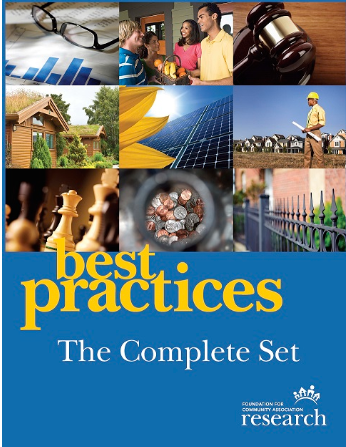 best
practices
The Complete Set
FOUNDATION FOR
COMMUNITY ASSOCIATION
research